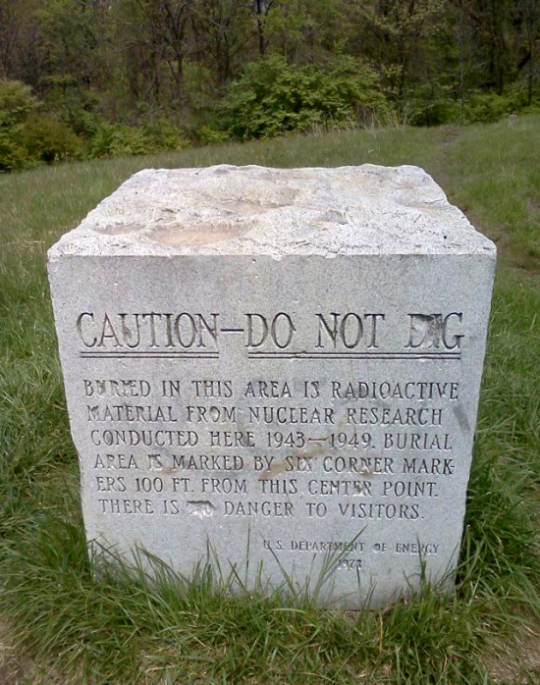 CAUTION—DO NOT DIG
BURIED IN THIS AREA IS RADIOACTIVE
MATERIAL FROM NUCLEAR RESEARCH
CONDUCTED HERE 1943—1949. BURIAL
AREA IS MARKED BY SIX CORNER MARK-
ERS 100 FT. FROM THIS CENTER POINT.
THERE IS DANGER TO VISITORS.
U.S. DEPARTMENT OF ENERGY